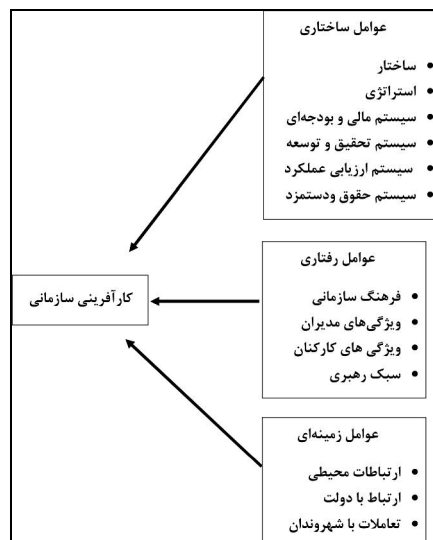 عوامل ساختاری
• ساختار
• استراتژی
• سیستم مالی و بودجه‌ای
• سیستم تحقیق و توسعه
• سیستم ارزیابی عملکرد
• سیستم حقوق ودستمزد
عوامل رفتاری
• فرهنگ سازمانی
• ویژگی‌های مدیران
• ویژگی های کارکنان
• سبک رهبری
کارآفرینی سازمانی
عوامل زمینه‌ای
• ارتباطات محیطی
• ارتباط با دولت
• تعاملات با شهروندان